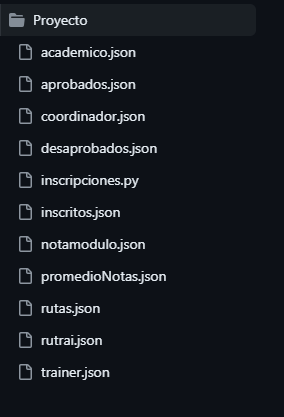 Proyecto
academico.json
aprobados.json
coordinador.json
desaprobados.json
inscripciones.py
inscritos.json
notamodulo.json
promedioNotas.json
rutas.json
rutrai.json
trainer.json